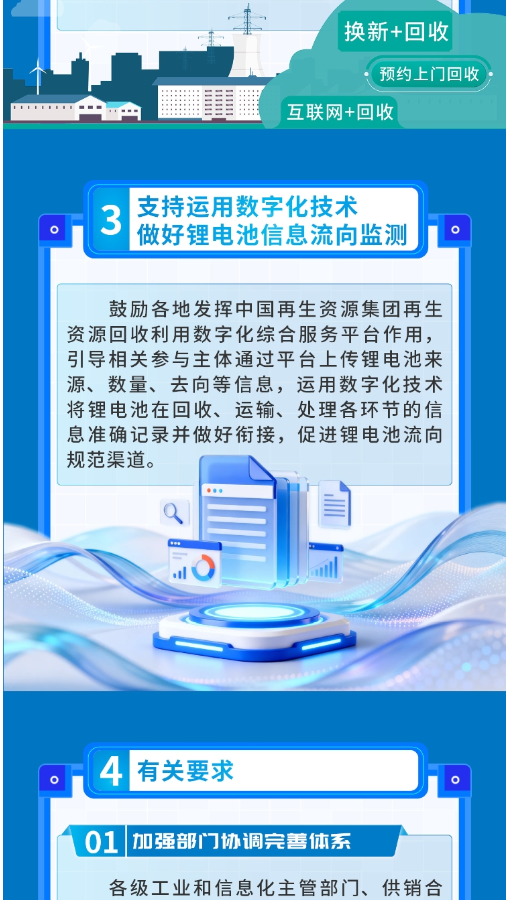 换新+回收
预约上门回收
互联网+回收
3
支持运用数字化技术
做好锂电池信息流向监测
鼓励各地发挥中国再生资源集团再生
资源回收利用数字化综合服务平台作用，
引导相关参与主体通过平台上传锂电池来
源、数量、去向等信息，运用数字化技术
将锂电池在回收、运输、处理各环节的信
息准确记录并做好衔接，促进锂电池流向
规范渠道。
4
有关要求
01 加强部门协调完善体系
各级工业和信息化主管部门、供销合